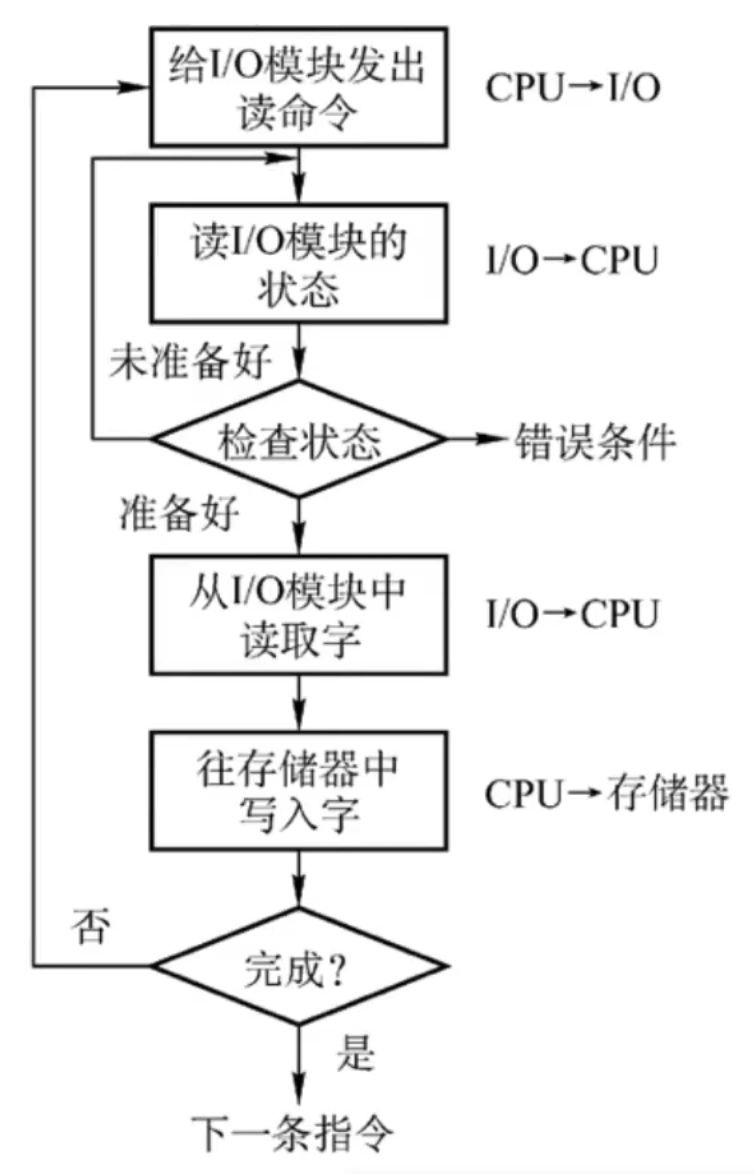 给I/O模块发出
读命令
CPU→I/O
读I/O模块的
状态
I/O→CPU
未准备好
检查状态
错误条件
准备好
从I/O模块中
读取字
I/O→CPU
往存储器中
写入字
CPU→存储器
否
完成?
是
下一条指令